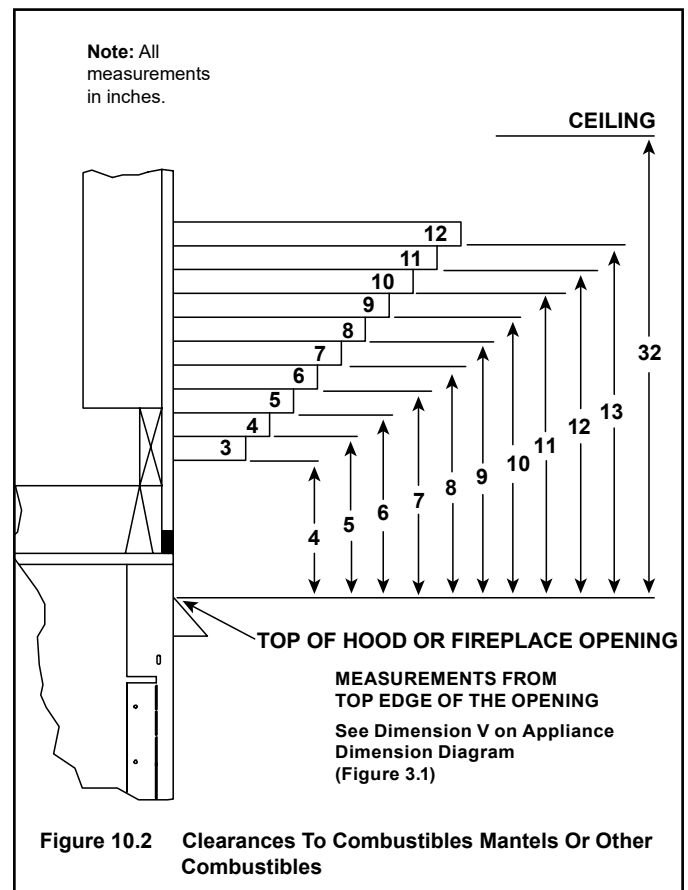 Note: All
measurements
in inches.
CEILING
12
11
10
9
8
7
6
5
4
3
4
5
6
7
8
9
10
11
12
13
32
TOP OF HOOD OR FIREPLACE OPENING
MEASUREMENTS FROM
TOP EDGE OF THE OPENING
See Dimension V on Appliance
Dimension Diagram
(Figure 3.1)
Figure 10.2 Clearances To Combustibles Mantels Or Other
Combustibles